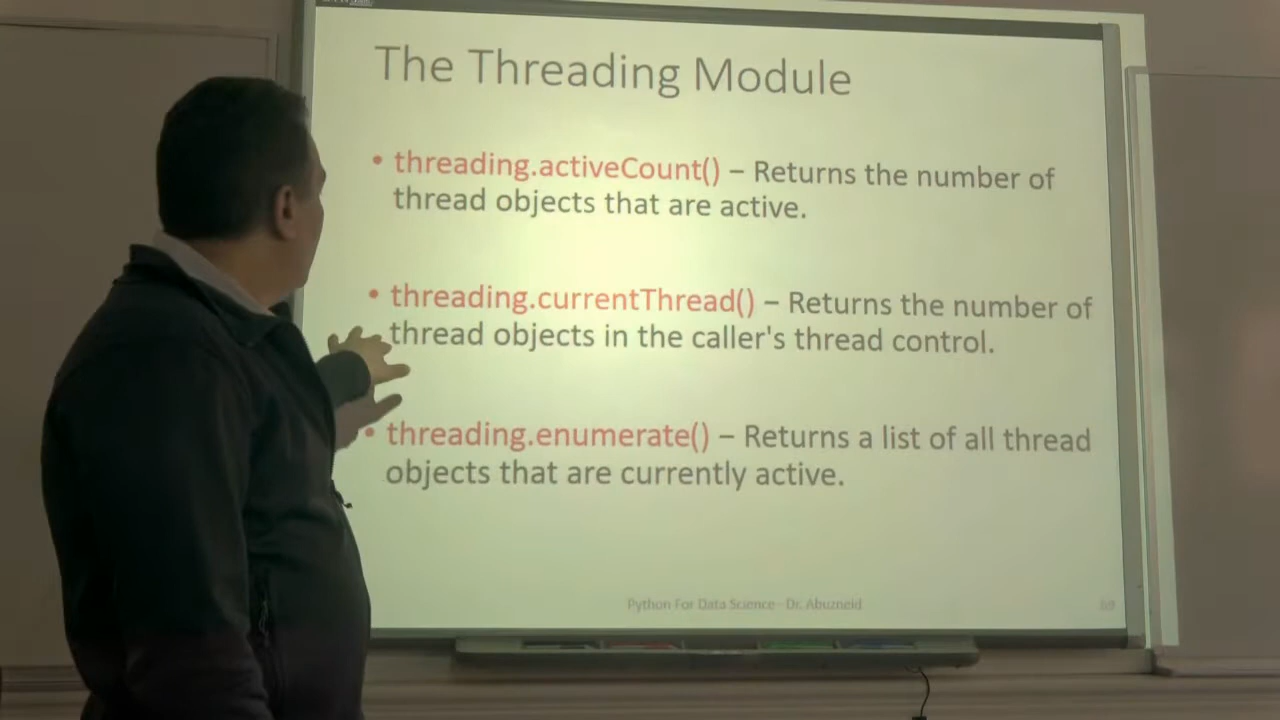 The Threading Module
• threading.activeCount() – Returns the number of
thread objects that are active.
• threading.currentThread() – Returns the number of
thread objects in the caller's thread control.
• threading.enumerate() – Returns a list of all thread
objects that are currently active.
Python For Data Science - Dr. Abuzneid